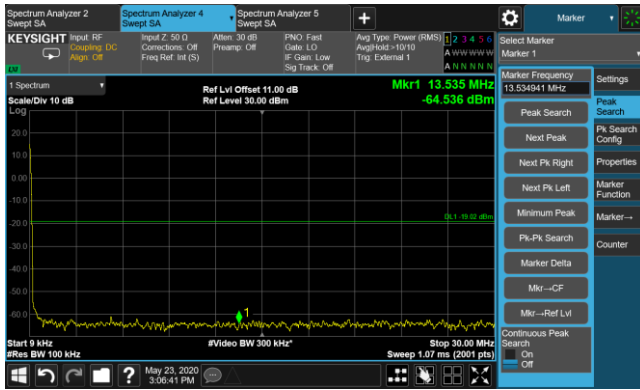 Spectrum Analyzer 2
Swept SA
Spectrum Analyzer 4
Swept SA
Spectrum Analyzer 5
Swept SA
Marker
KEYSIGHT
Input: RF
Coupling: DC
Align: Off
Input Z: 50 Ω
Corrections: Off
Freq Ref: Int (S)
Atten: 30 dB
Preamp: Off
PNO: Fast
Gate: LO
IF Gain: Low
Sig Track: Off
Avg Type: Power (RMS)
Avg|Hold >10/10
Trig: External 1
1 2 3 4 5 6
A W W W W W
A N N N N N
Select Marker
Marker 1
1 Spectrum
Scale/Div 10 dB
Log
Ref Lvl Offset 11.00 dB
Ref Level 30.00 dBm
Mkr1 13.535 MHz
-64.536 dBm
20.0
10.0
0.00
-10.0
-20.0
-30.0
-40.0
-50.0
-60.0
DL1 -19.02 dBm
1
Start 9 kHz
#Res BW 100 kHz
#Video BW 300 kHz*
Stop 30.00 MHz
Sweep 1.07 ms (2001 pts)
Marker Frequency
13.534941 MHz
Peak Search
Next Peak
Next Pk Right
Next Pk Left
Minimum Peak
Pk-Pk Search
Marker Delta
Mkr→CF
Mkr→Ref Lvl
Continuous Peak
Search
On
Off
Settings
Peak
Search
Pk Search
Config
Properties
Marker
Function
Marker→
Counter
?
May 23, 2020
3:06:41 PM